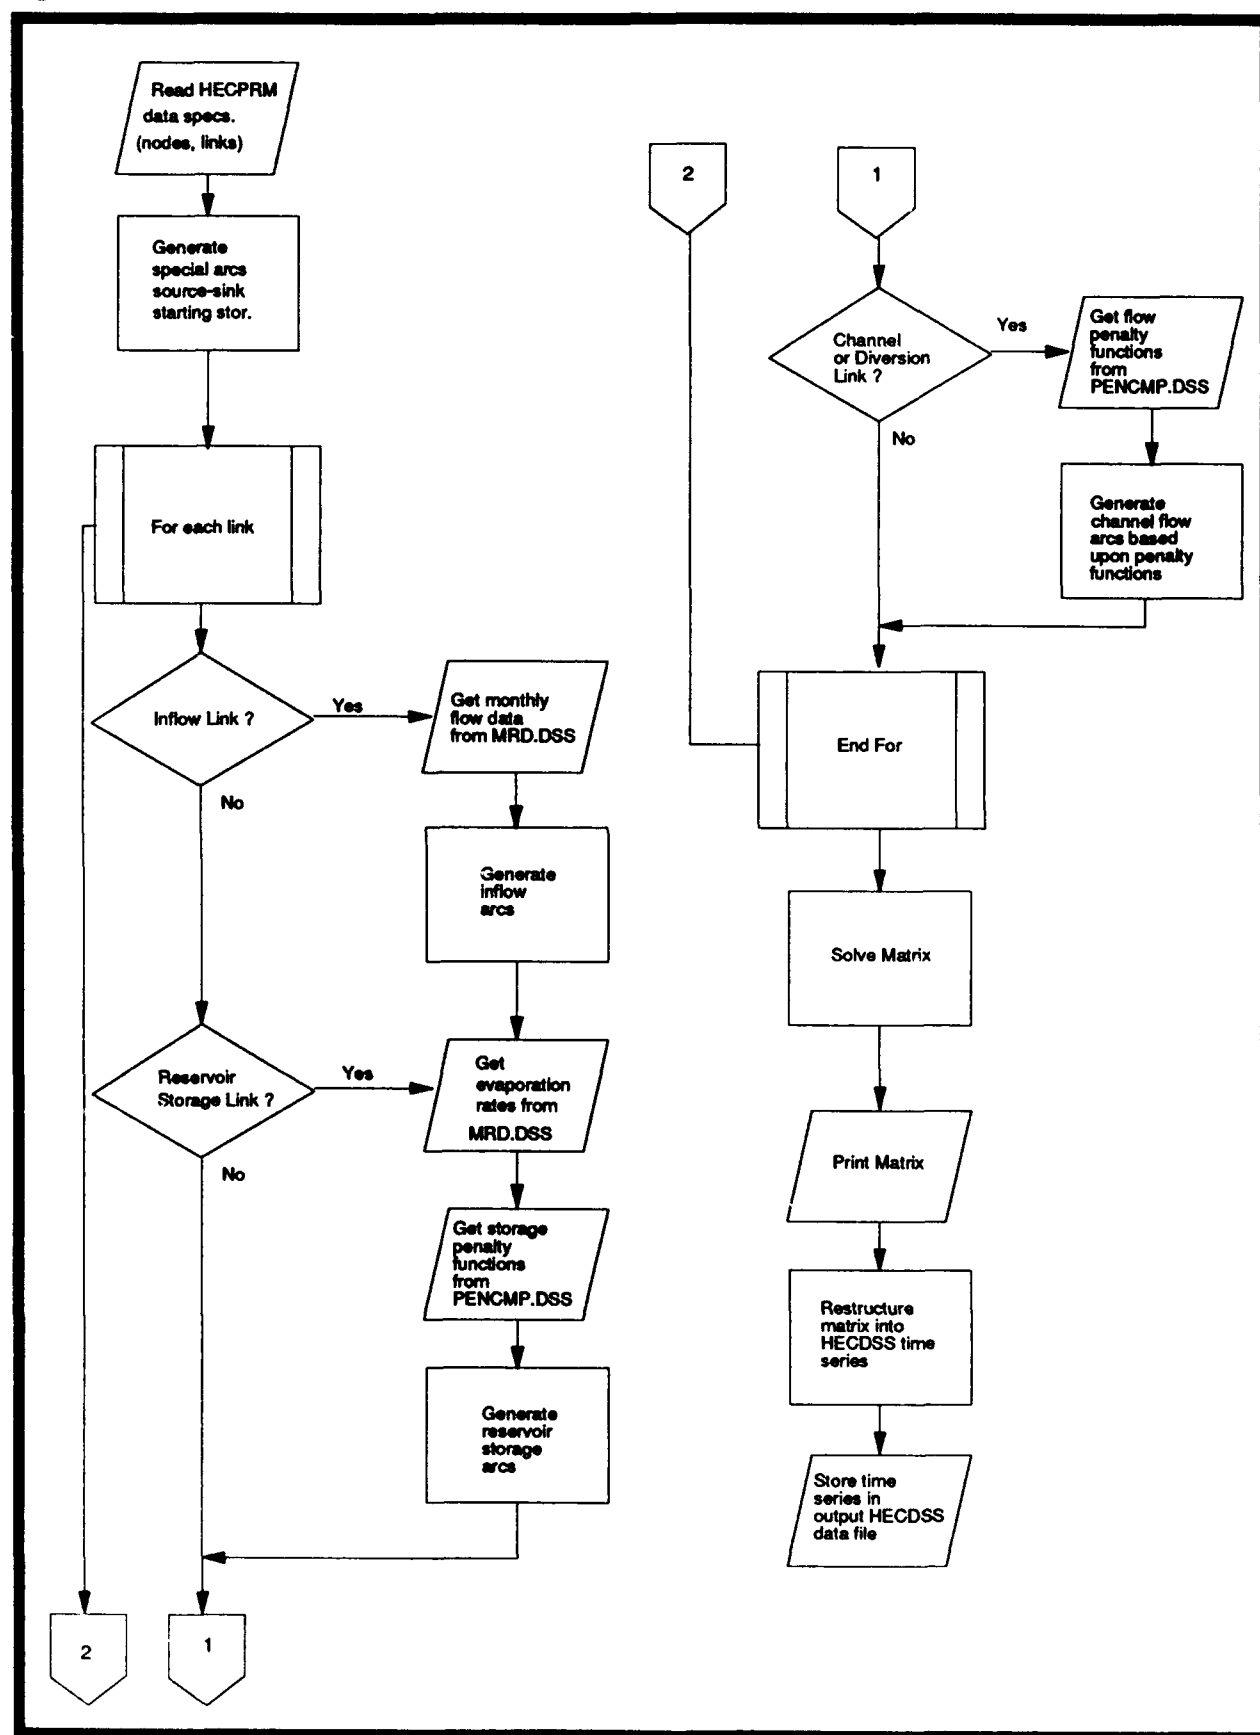 Read HECPRM
data specs.
(nodes, links)
Generate
special arcs
source-sink
starting stor.
For each link
Inflow Link ?
Yes
No
Get monthly
flow data
from MRD.DSS
Generate
inflow
arcs
Reservoir
Storage Link ?
Yes
No
Get
evaporation
rates from
MRD.DSS
Get storage
penalty
functions
from
PENCMP.DSS
Generate
reservoir
storage
arcs
2
1
2
1
Channel
or Diversion
Link ?
Yes
No
Get flow
penalty
functions
from
PENCMP.DSS
Generate
channel flow
arcs based
upon penalty
functions
End For
Solve Matrix
Print Matrix
Restructure
matrix into
HECDSS time
series
Store time
series in
output HECDSS
data file